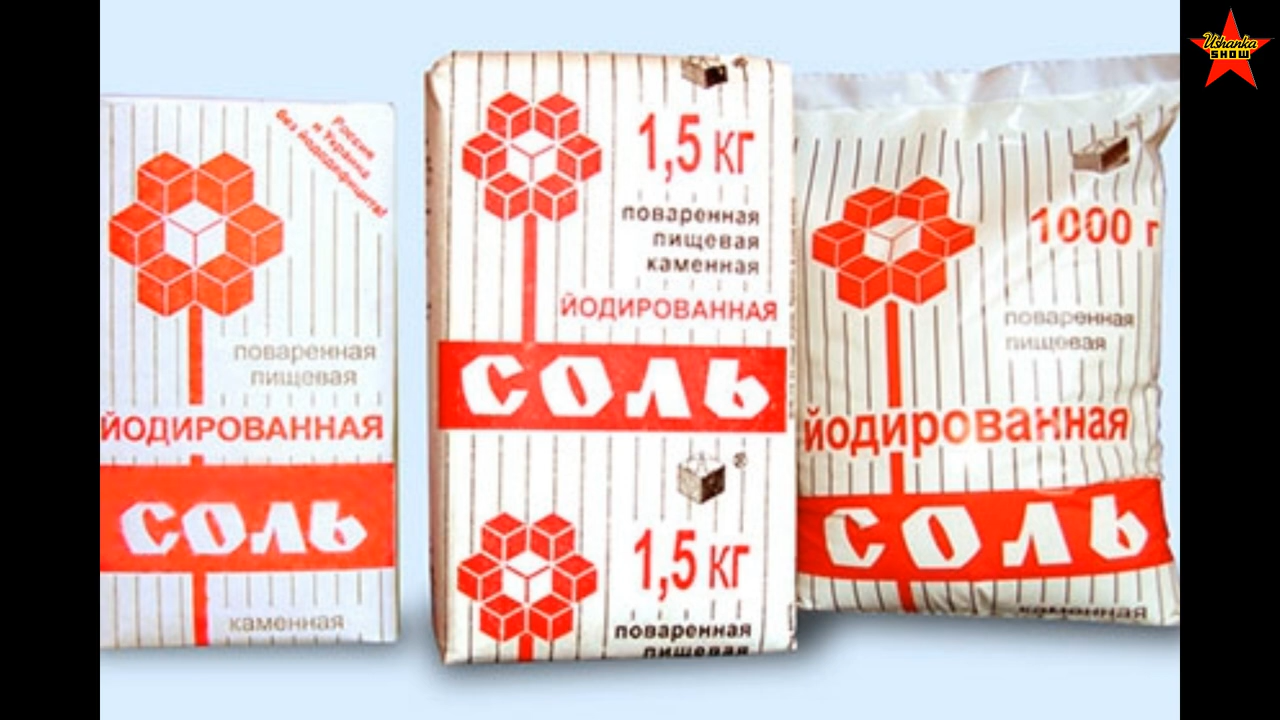 Ushanka
SHOW
Россия
и Украина
без йододефицита!
поваренная
пищевая
ЙОДИРОВАННАЯ
СОЛЬ
каменная
1,5 кг
поваренная
пищевая
каменная
ЙОДИРОВАННАЯ
СОЛЬ
®
1,5 кг
поваренная
пищевая
1000 г
поваренная
пищевая
йодированная
СОЛЬ
каменная